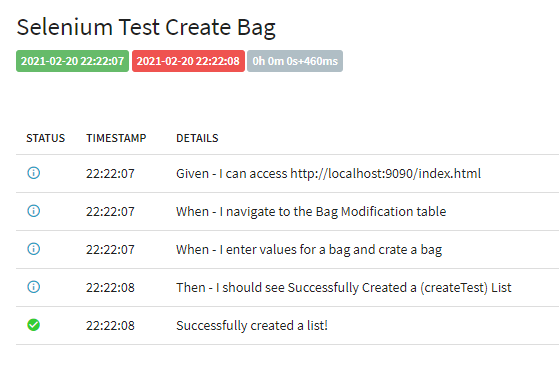 Selenium Test Create Bag
2021-02-20 22:22:07 2021-02-20 22:22:08 0h 0m 0s+460ms
STATUS TIMESTAMP DETAILS
22:22:07 Given - I can access http://localhost:9090/index.html
22:22:07 When - I navigate to the Bag Modification table
22:22:07 When - I enter values for a bag and crate a bag
22:22:08 Then - I should see Successfully Created a (createTest) List
22:22:08 Successfully created a list!